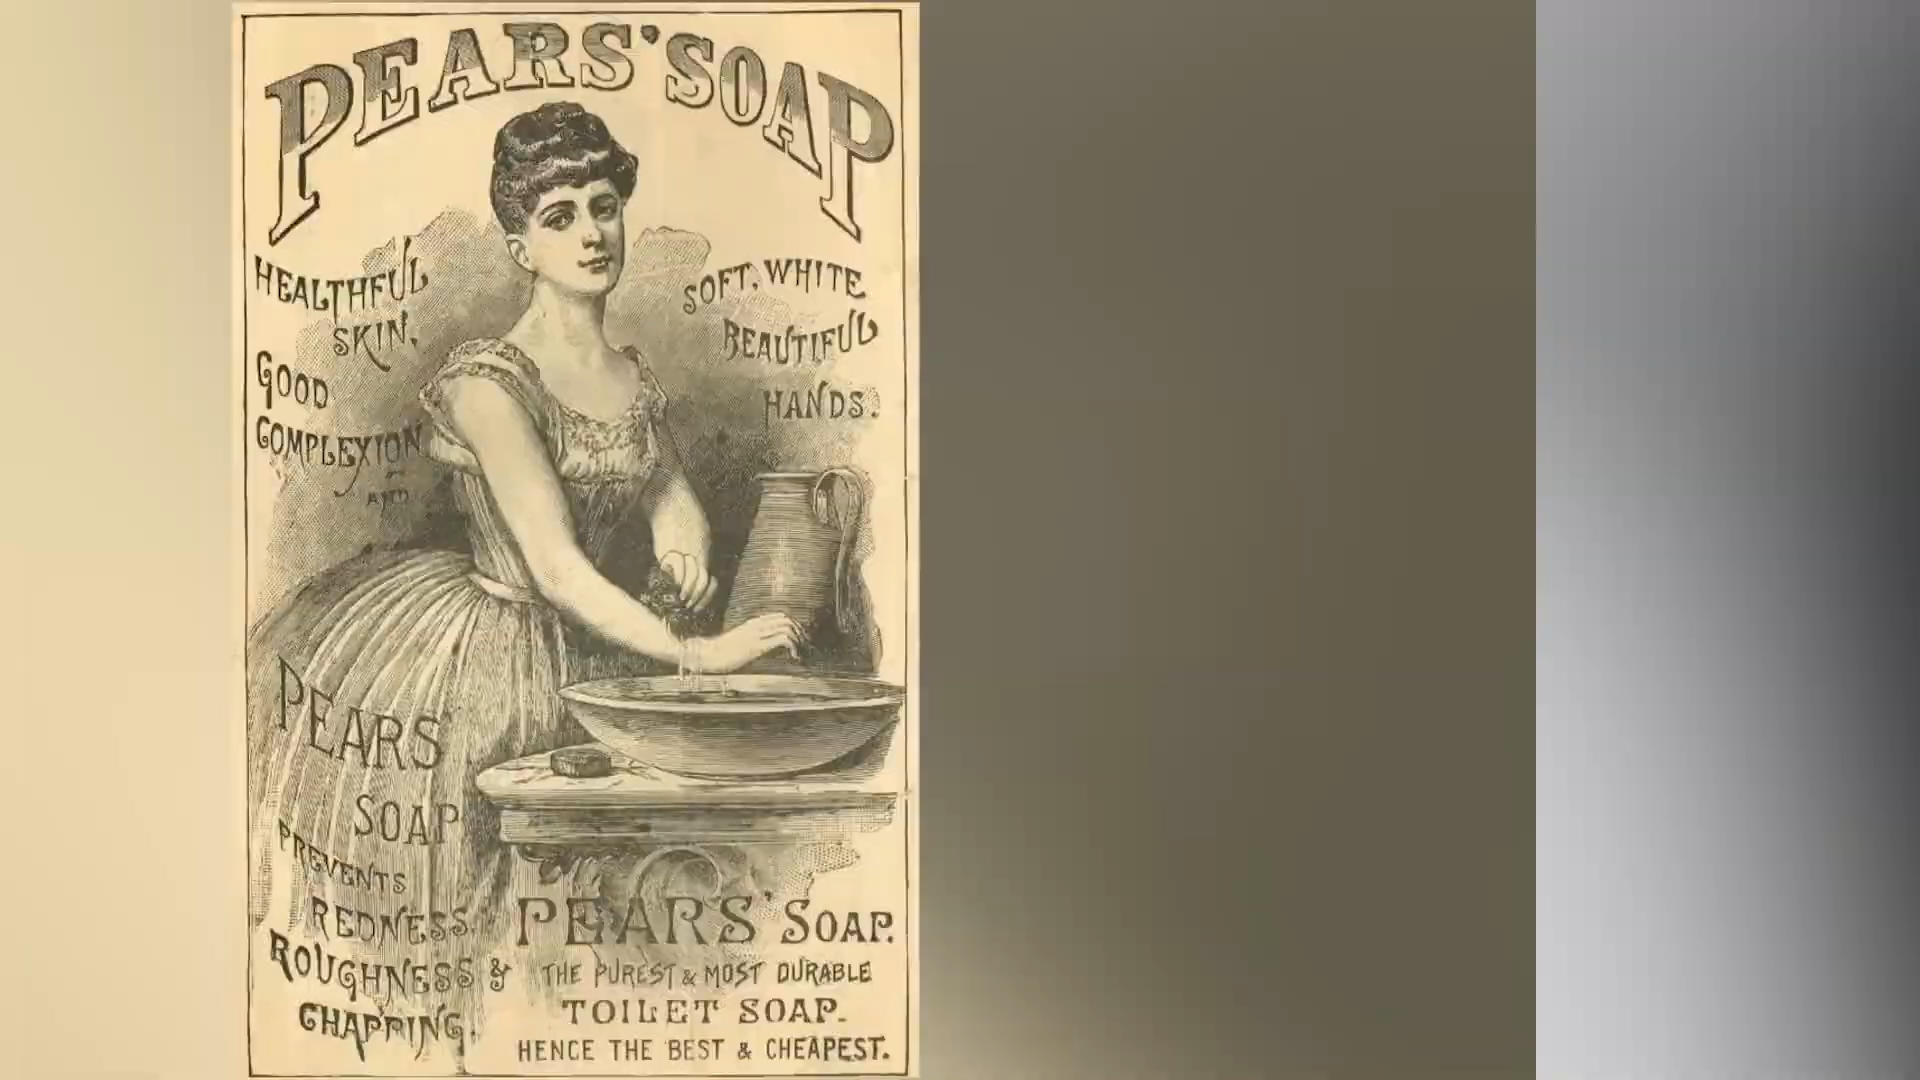 PEARS' SOAP
HEALTHFUL
SKIN.
GOOD
COMPLEXION
AND
SOFT, WHITE
BEAUTIFUL
HANDS.
PEARS'
SOAP
PREVENTS
REDNESS,
ROUGHNESS &
CHAPPING.
PEARS' SOAP.
THE PUREST & MOST DURABLE
TOILET SOAP.
HENCE THE BEST & CHEAPEST.